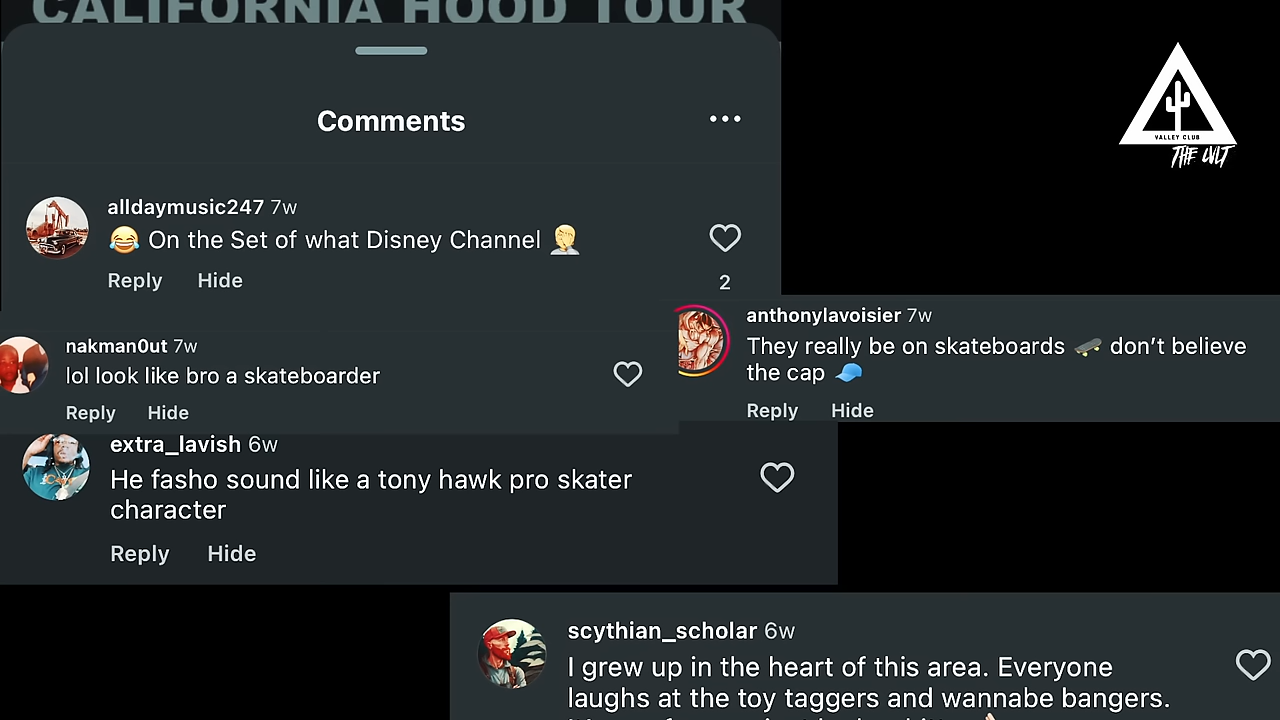 CALIFORNIA HOOD TOUR
Comments
VALLEY CLUB
THE CVLT
alldaymusic247 7w
😂 On the Set of what Disney Channel 🤦🏼‍♂️
Reply Hide
2
nakman0ut 7w
lol look like bro a skateboarder
Reply Hide
anthonylavoisier 7w
They really be on skateboards 🛹 don’t believe
the cap 🧢
Reply Hide
extra_lavish 6w
He fasho sound like a tony hawk pro skater
character
Reply Hide
scythian_scholar 6w
I grew up in the heart of this area. Everyone
laughs at the toy taggers and wannabe bangers.